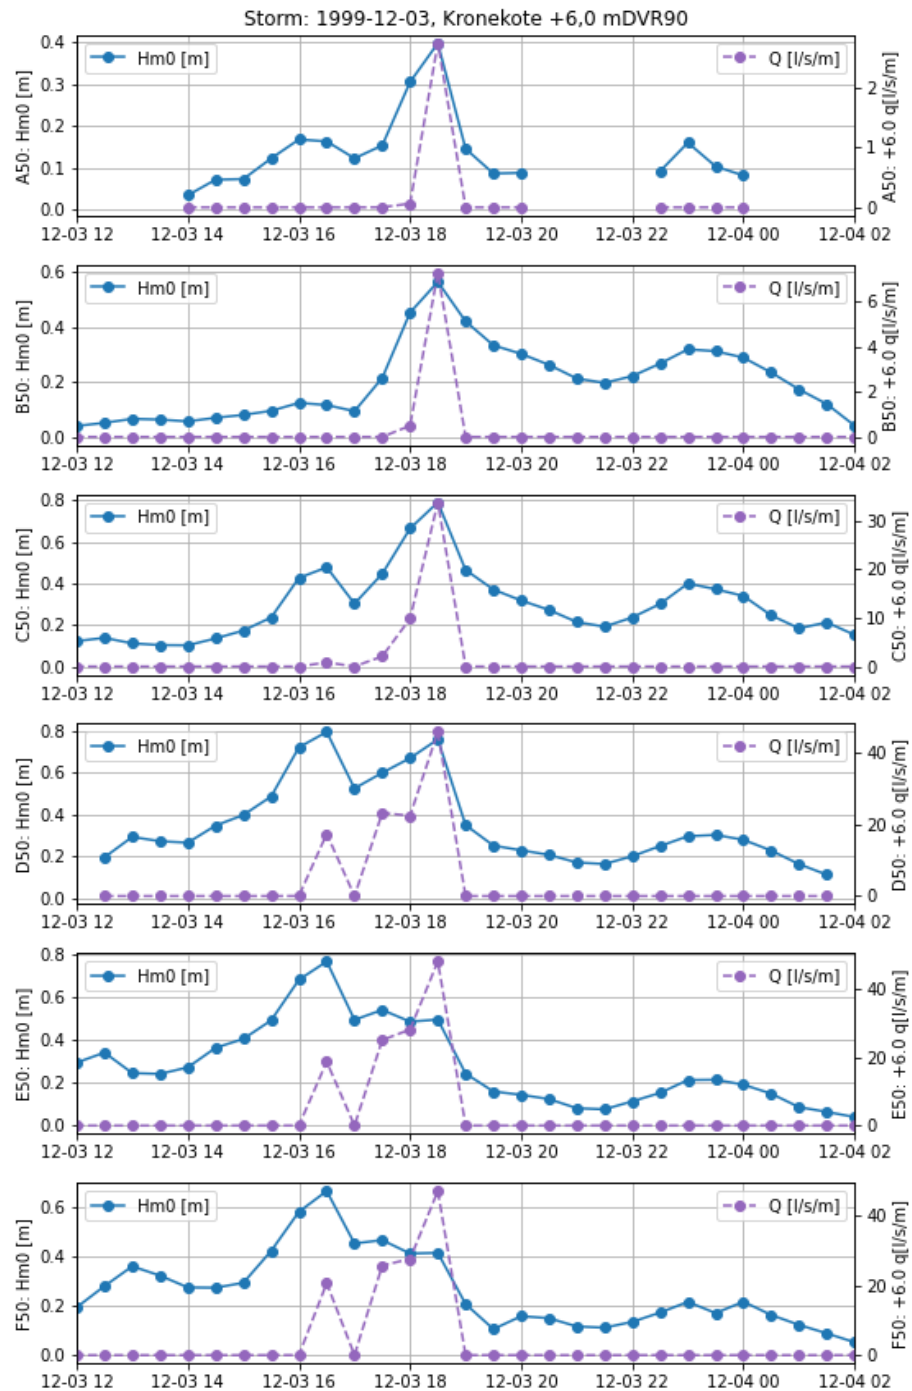 Storm: 1999-12-03, Kronekote +6,0 mDVR90
A50: Hm0 [m]
0.4
0.3
0.2
0.1
0.0
Hm0 [m]
Q [l/s/m]
2
1
0
A50: +6.0 q[l/s/m]
12-03 12 12-03 14 12-03 16 12-03 18 12-03 20 12-03 22 12-04 00 12-04 02
B50: Hm0 [m]
0.6
0.4
0.2
0.0
Hm0 [m]
Q [l/s/m]
6
4
2
0
B50: +6.0 q[l/s/m]
12-03 12 12-03 14 12-03 16 12-03 18 12-03 20 12-03 22 12-04 00 12-04 02
C50: Hm0 [m]
0.8
0.6
0.4
0.2
0.0
Hm0 [m]
Q [l/s/m]
30
20
10
0
C50: +6.0 q[l/s/m]
12-03 12 12-03 14 12-03 16 12-03 18 12-03 20 12-03 22 12-04 00 12-04 02
D50: Hm0 [m]
0.8
0.6
0.4
0.2
0.0
Hm0 [m]
Q [l/s/m]
40
20
0
D50: +6.0 q[l/s/m]
12-03 12 12-03 14 12-03 16 12-03 18 12-03 20 12-03 22 12-04 00 12-04 02
E50: Hm0 [m]
0.8
0.6
0.4
0.2
0.0
Hm0 [m]
Q [l/s/m]
40
20
0
E50: +6.0 q[l/s/m]
12-03 12 12-03 14 12-03 16 12-03 18 12-03 20 12-03 22 12-04 00 12-04 02
F50: Hm0 [m]
0.6
0.4
0.2
0.0
Hm0 [m]
Q [l/s/m]
40
20
0
F50: +6.0 q[l/s/m]
12-03 12 12-03 14 12-03 16 12-03 18 12-03 20 12-03 22 12-04 00 12-04 02